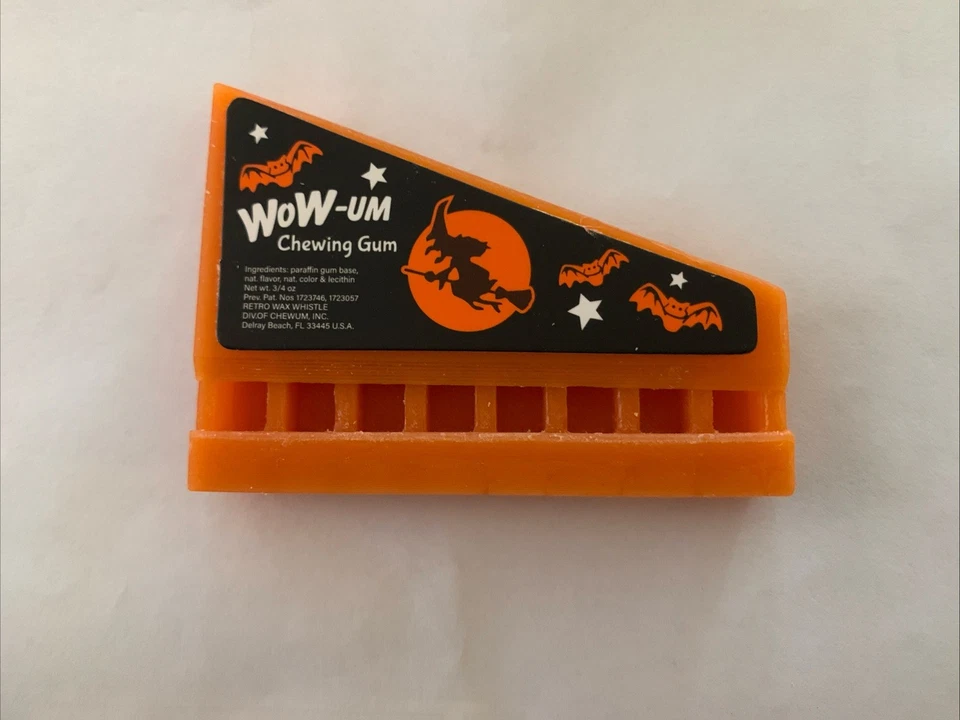 WOW-UM
Chewing Gum
Ingredients: paraffin gum base,
nat. flavor, nat. color & lecithin
Net wt. 3/4 oz
Prev. Pat. Nos 1723746, 1723057
RETRO WAX WHISTLE
DIV.OF CHEWUM, INC.
Delray Beach, FL 33445 U.S.A.